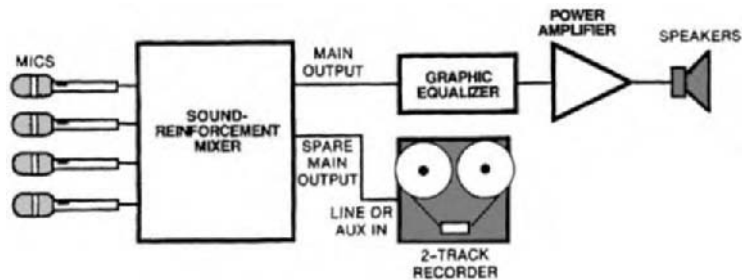 MICS
SOUND-
REINFORCEMENT
MIXER
MAIN
OUTPUT
GRAPHIC
EQUALIZER
POWER
AMPLIFIER
SPEAKERS
SPARE
MAIN
OUTPUT
LINE OR
AUX IN
2-TRACK
RECORDER